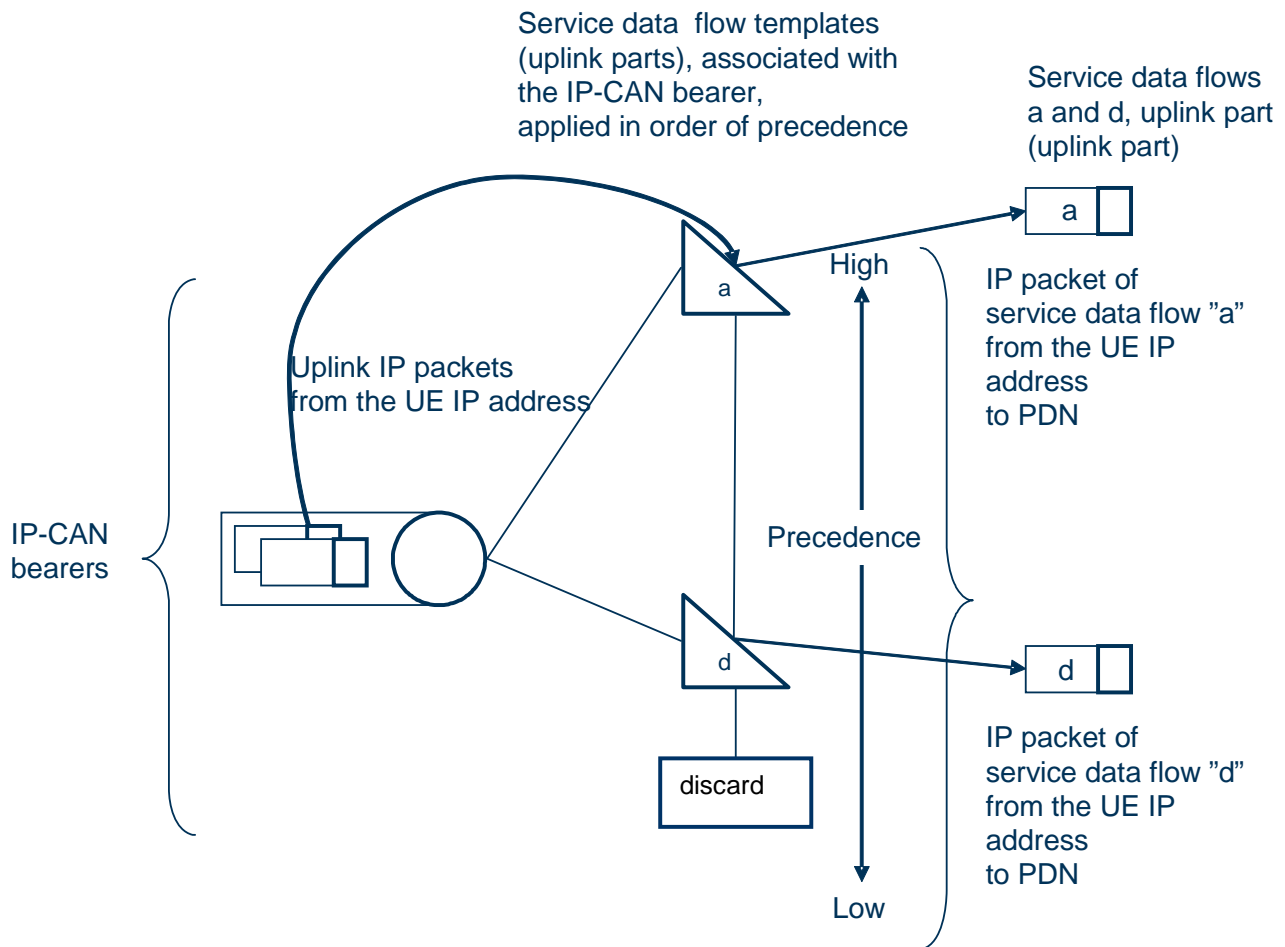 Service data flow templates
(uplink parts), associated with
the IP-CAN bearer,
applied in order of precedence
Service data flows
a and d, uplink part
(uplink part)
a
a
High
IP packet of
service data flow ”a”
from the UE IP
address
to PDN
Uplink IP packets
from the UE IP address
IP-CAN
bearers
Precedence
d
d
discard
IP packet of
service data flow ”d”
from the UE IP
address
to PDN
Low